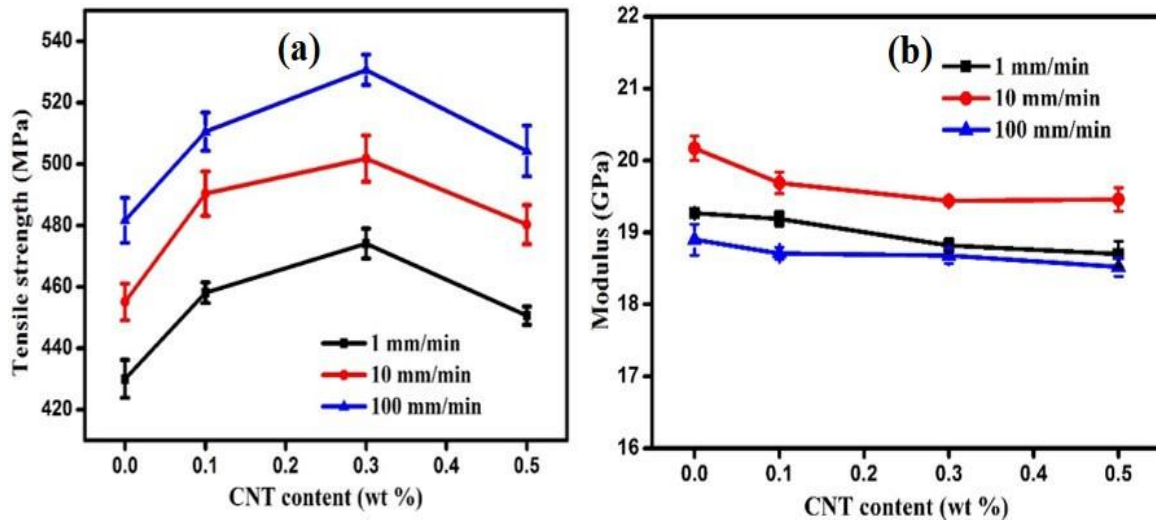 (a)
Tensile strength (MPa)
540
520
500
480
460
440
420
1 mm/min
10 mm/min
100 mm/min
0.0 0.1 0.2 0.3 0.4 0.5
CNT content (wt %)
(b)
Modulus (GPa)
22
21
20
19
18
17
16
1 mm/min
10 mm/min
100 mm/min
0.0 0.1 0.2 0.3 0.4 0.5
CNT content (wt %)